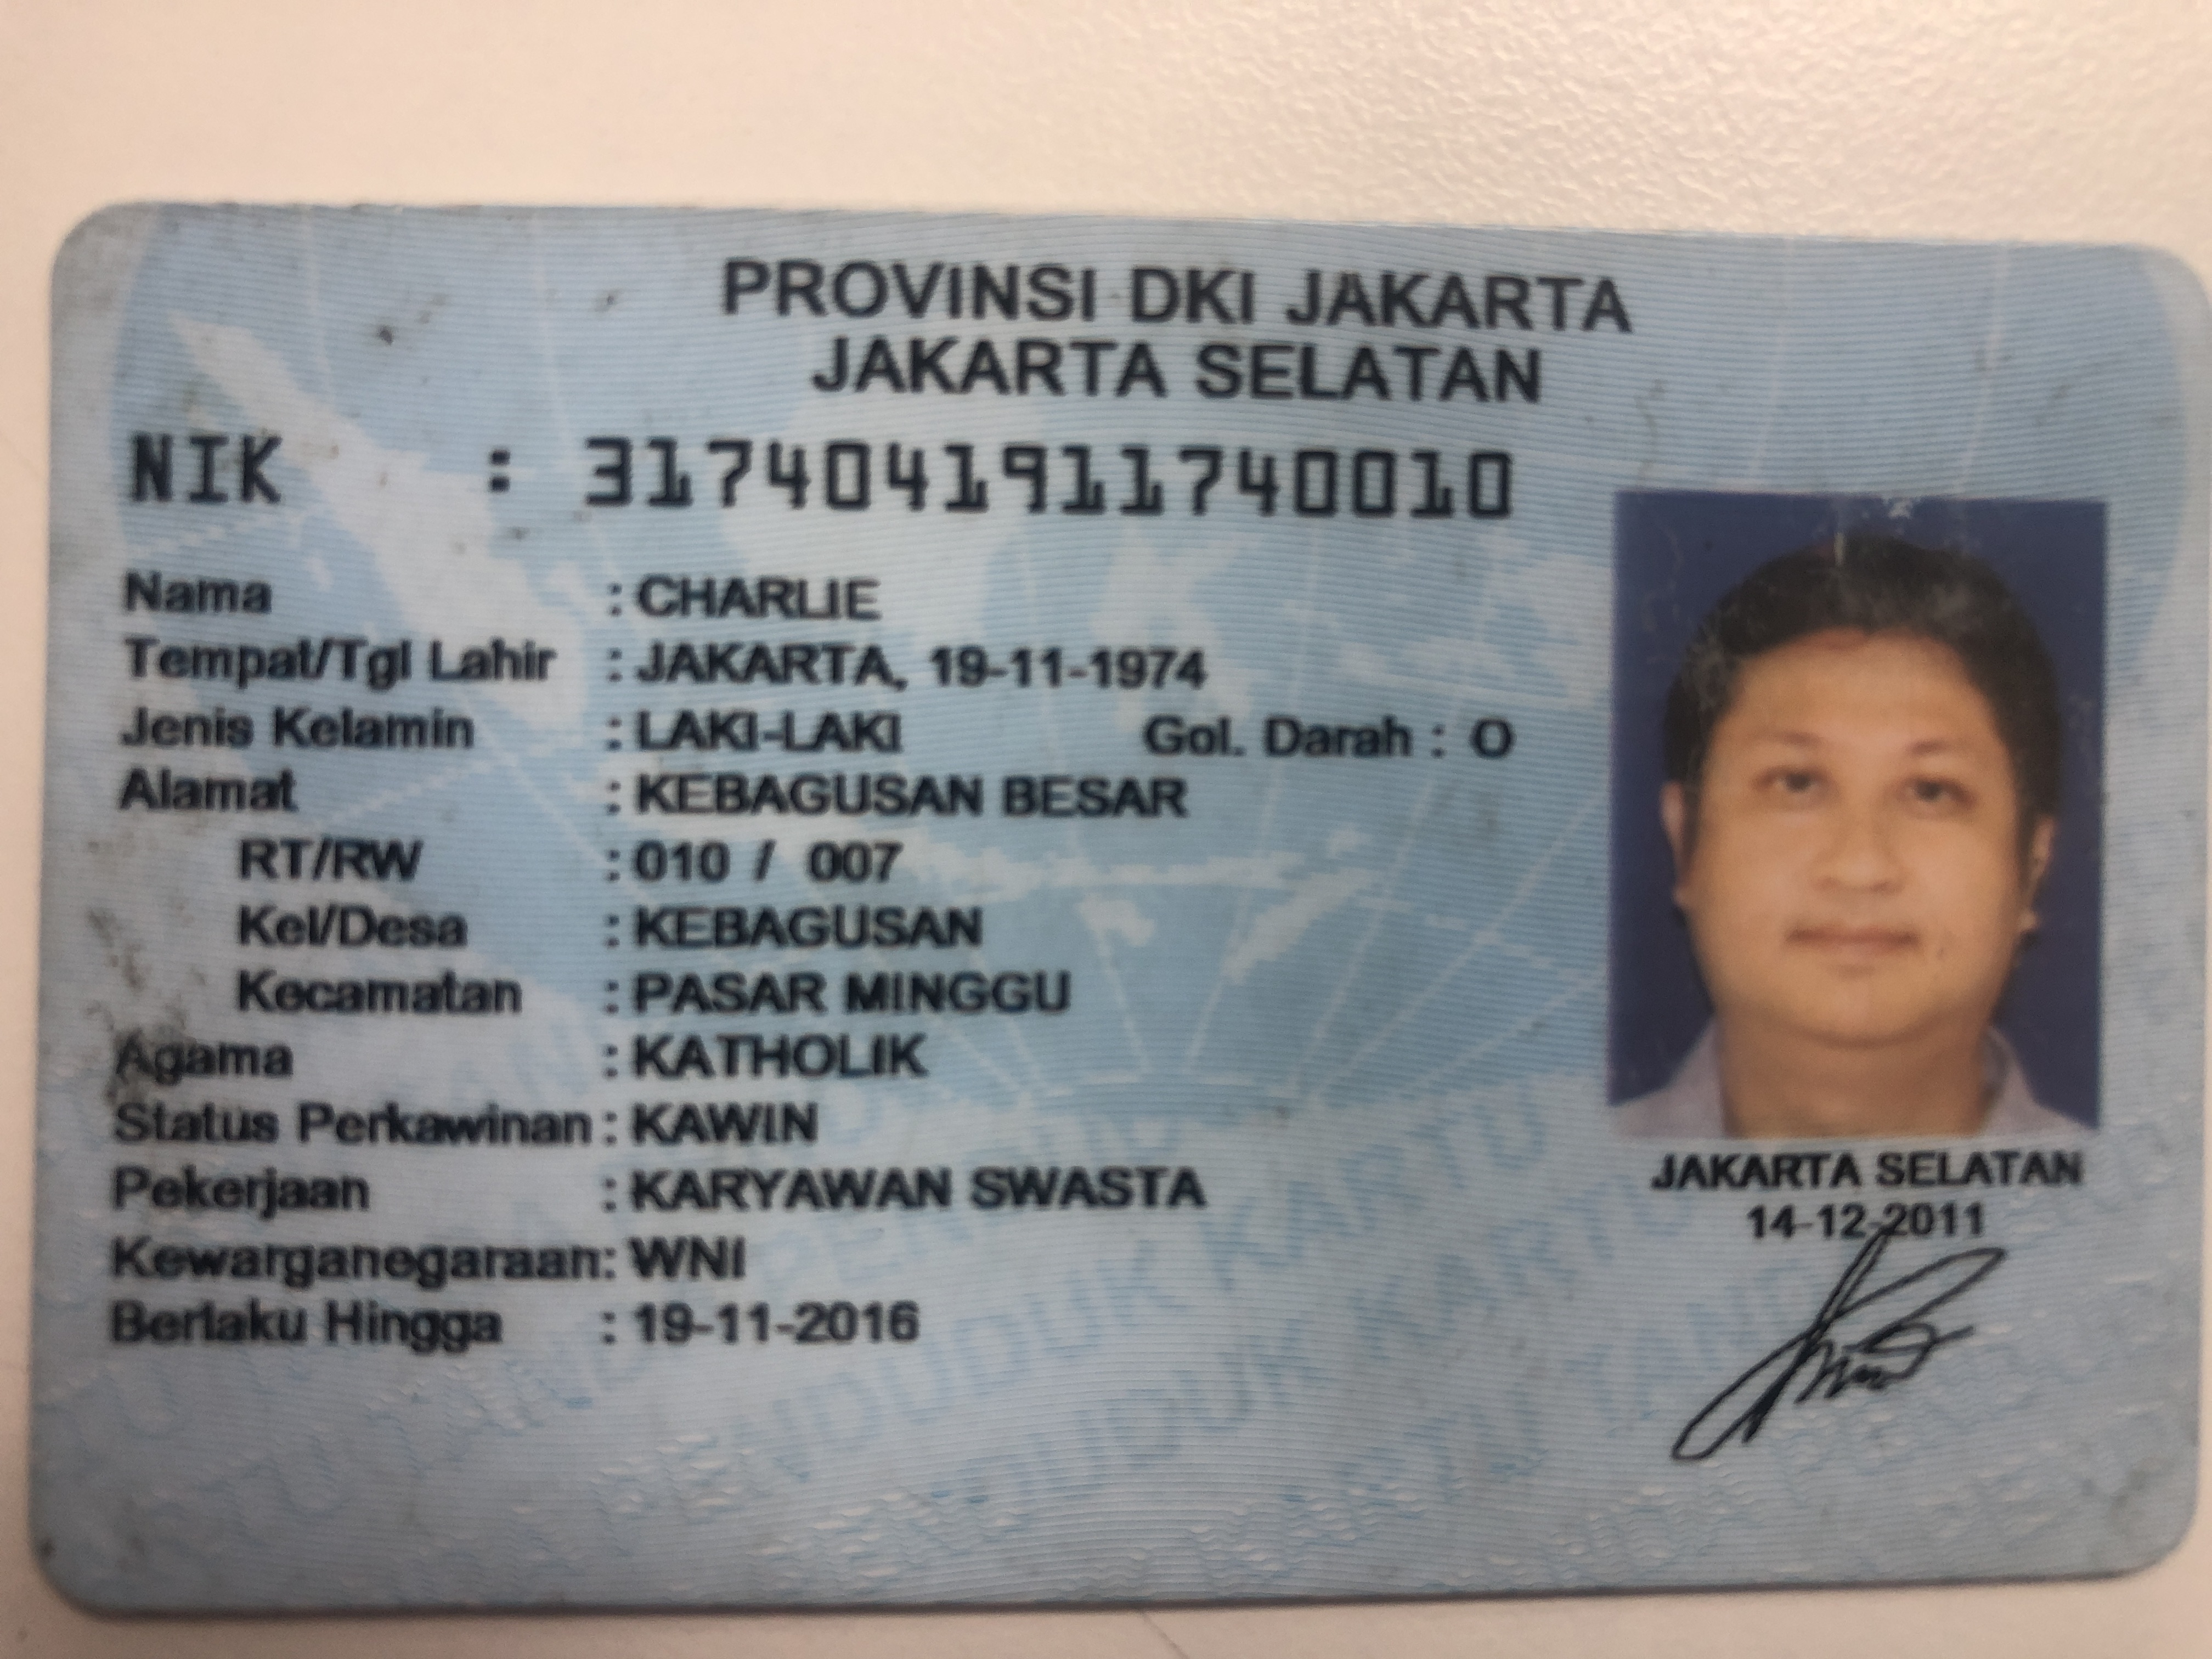 PROVINSI DKI JAKARTA
JAKARTA SELATAN
NIK : 3174041911740010
Nama : CHARLIE
Tempat/Tgl Lahir : JAKARTA, 19-11-1974
Jenis Kelamin : LAKI-LAKI Gol. Darah : O
Alamat : KEBAGUSAN BESAR
RT/RW : 010 / 007
Kel/Desa : KEBAGUSAN
Kecamatan : PASAR MINGGU
Agama : KATHOLIK
Status Perkawinan : KAWIN
Pekerjaan : KARYAWAN SWASTA
Kewarganegaraan: WNI
Berlaku Hingga : 19-11-2016
JAKARTA SELATAN
14-12-2011